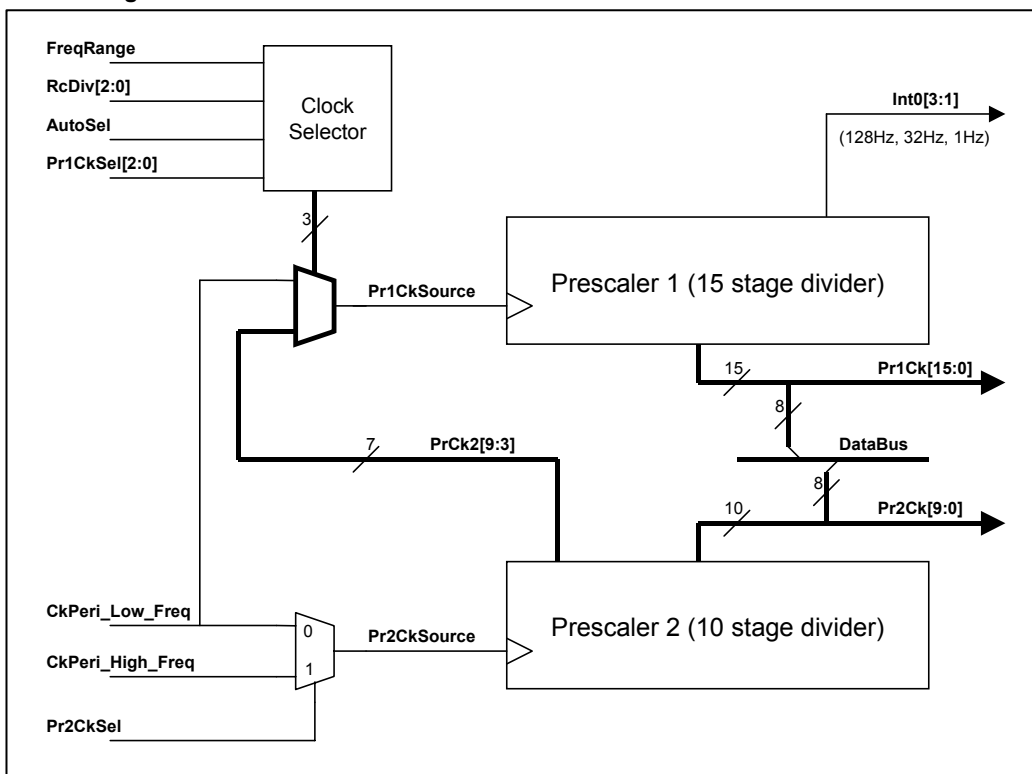 FreqRange
RcDiv[2:0]
AutoSel
Pr1CkSel[2:0]
Clock
Selector
Int0[3:1]
(128Hz, 32Hz, 1Hz)
3
Pr1CkSource
Prescaler 1 (15 stage divider)
15
Pr1Ck[15:0]
8
7
PrCk2[9:3]
DataBus
8
10
Pr2Ck[9:0]
CkPeri_Low_Freq
0
Pr2CkSource
Prescaler 2 (10 stage divider)
CkPeri_High_Freq
1
Pr2CkSel